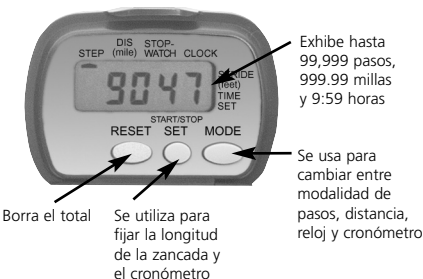 DIS STOP-
STEP (mile) WATCH CLOCK
9047
STRIDE
(feet)
TIME
SET
START/STOP
RESET SET MODE
Exhibe hasta
99,999 pasos,
999.99 millas
y 9:59 horas
Se usa para
cambiar entre
modalidad de
pasos, distancia,
reloj y cronómetro
Borra el total
Se utiliza para
fijar la longitud
de la zancada y
el cronómetro